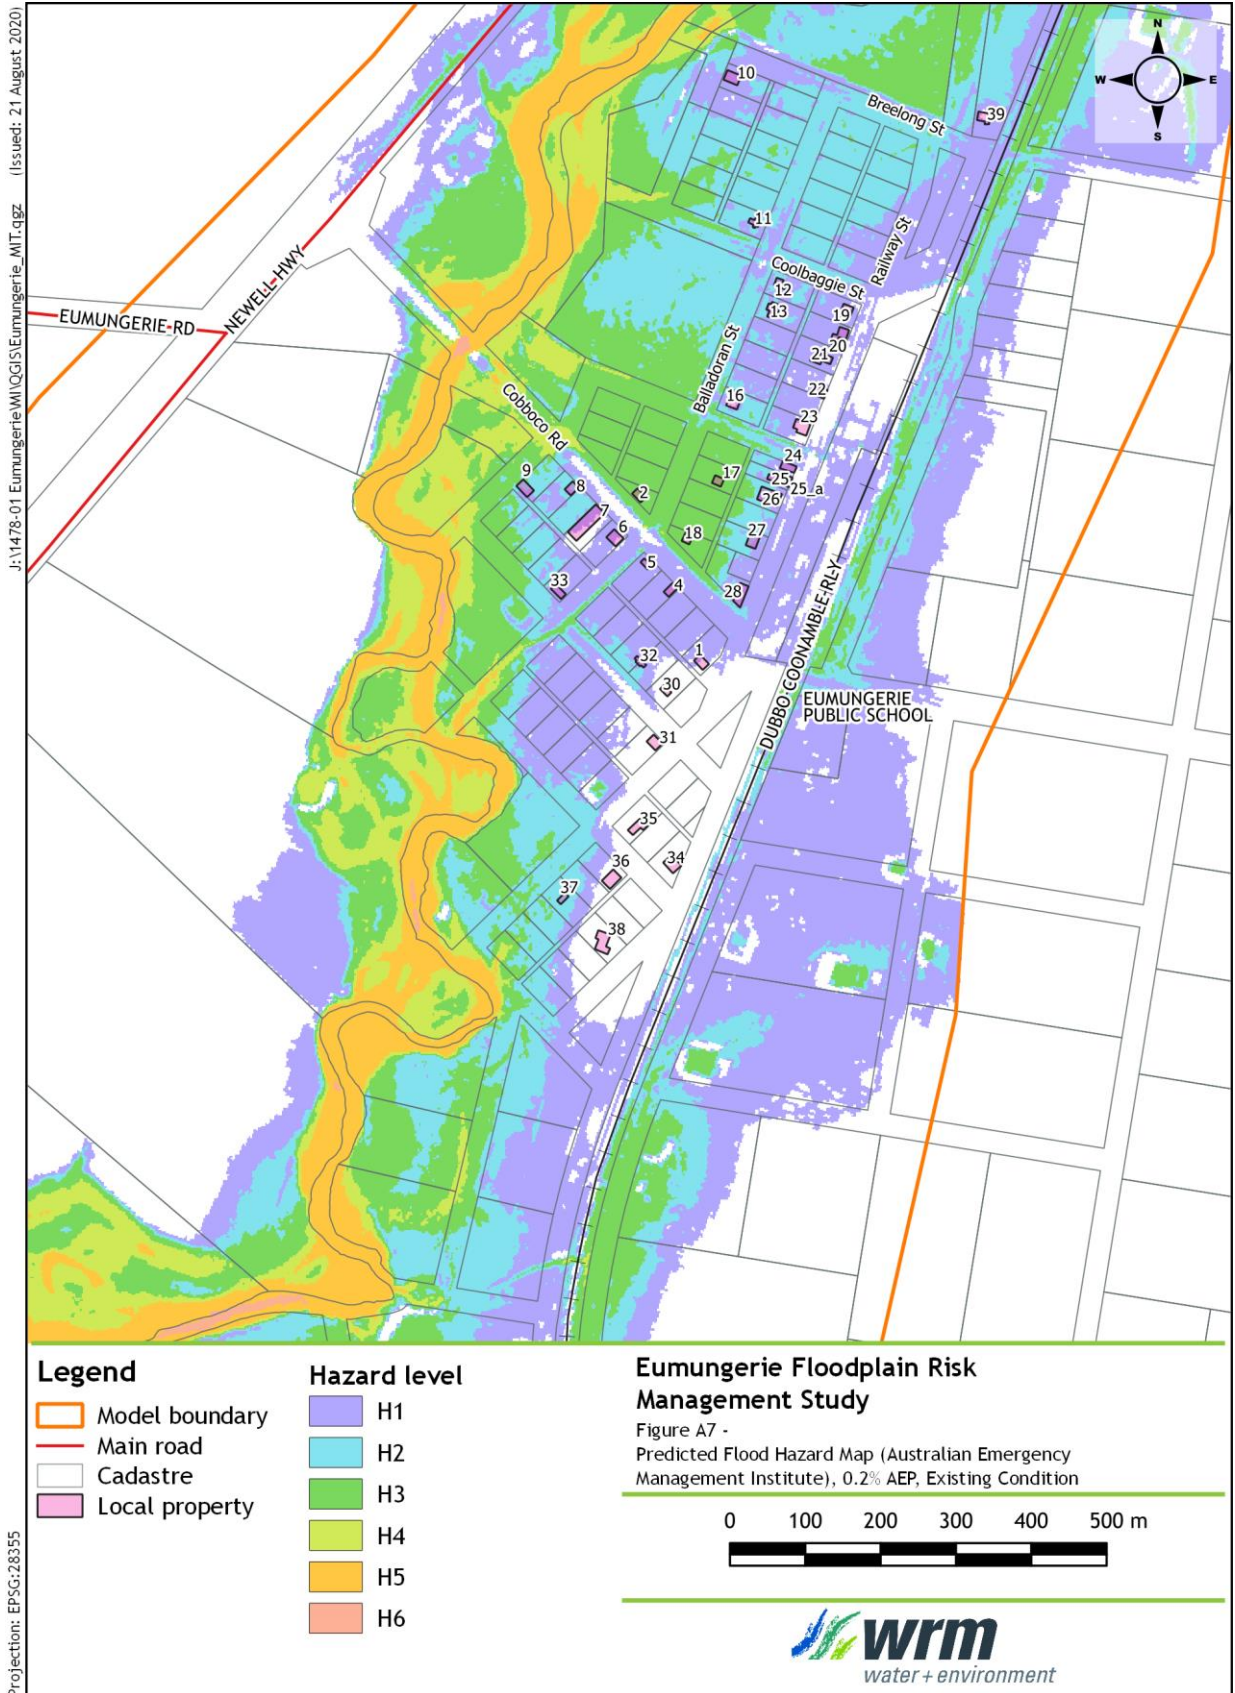 J:\1478-01 Eumungerie WMI\QGIS\Eumungerie_MIT.qgz (Issued: 21 August 2020)
Projection: EPSG:28355
N
W
E
S
10
Breelong St
39
11
Railway St
Coolbaggie St
12
13
19
20
21
22
Balladoran St
16
23
NEWELL HWY
EUMUNGERIE RD
Cobboco Rd
24
25
25_a
26
17
9
8
2
7
6
18
27
5
4
33
28
32
1
30
31
DUBBO-COONAMBLE RLY
EUMUNGERIE
PUBLIC SCHOOL
35
34
36
37
38
Legend
Model boundary
Main road
Cadastre
Local property
Hazard level
H1
H2
H3
H4
H5
H6
Eumungerie Floodplain Risk
Management Study
Figure A7 -
Predicted Flood Hazard Map (Australian Emergency
Management Institute), 0.2% AEP, Existing Condition
0 100 200 300 400 500 m
wrm
water + environment